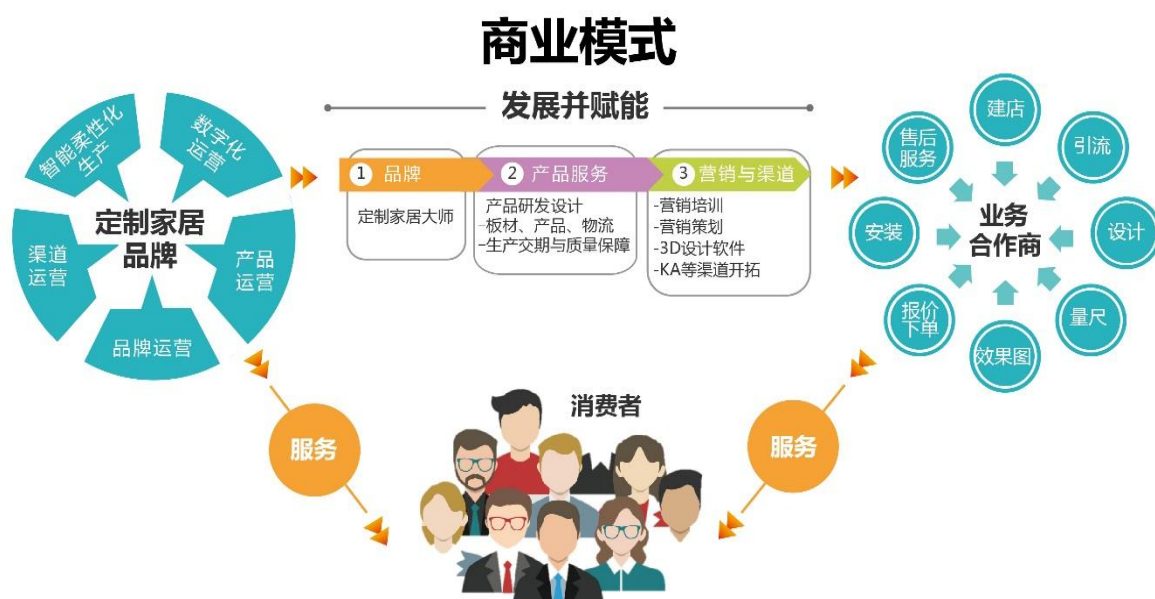 商业模式
发展并赋能
智能柔性化
生产
数字化
运营
渠道
运营
产品
运营
品牌运营
定制家居
品牌
1 品牌
定制家居大师
2 产品服务
产品研发设计
-板材、产品、物流
-生产交期与质量保障
3 营销与渠道
-营销培训
-营销策划
-3D设计软件
-KA等渠道开拓
建店
引流
设计
量尺
效果图
报价
下单
安装
售后
服务
业务
合作商
消费者
服务
服务